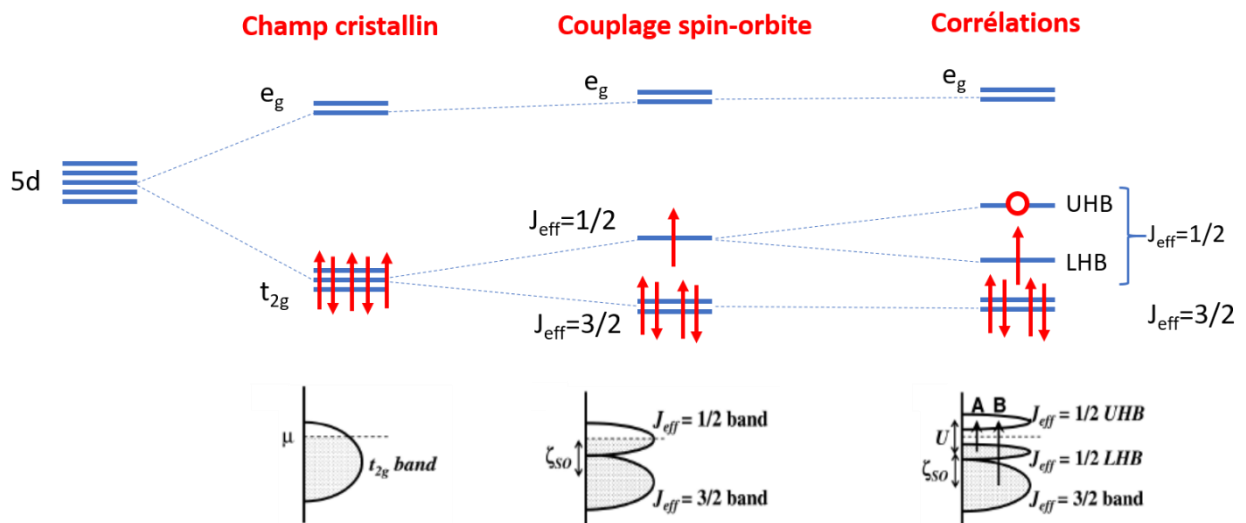 Champ cristallin
Couplage spin-orbite
Corrélations
e_g
e_g
e_g
5d
UHB
J_eff=1/2
J_eff=1/2
LHB
t_2g
J_eff=3/2
J_eff=3/2
μ
t_2g band
J_eff = 1/2 band
ζ_SO
J_eff = 3/2 band
A B
J_eff = 1/2 UHB
U
J_eff = 1/2 LHB
ζ_SO
J_eff = 3/2 band